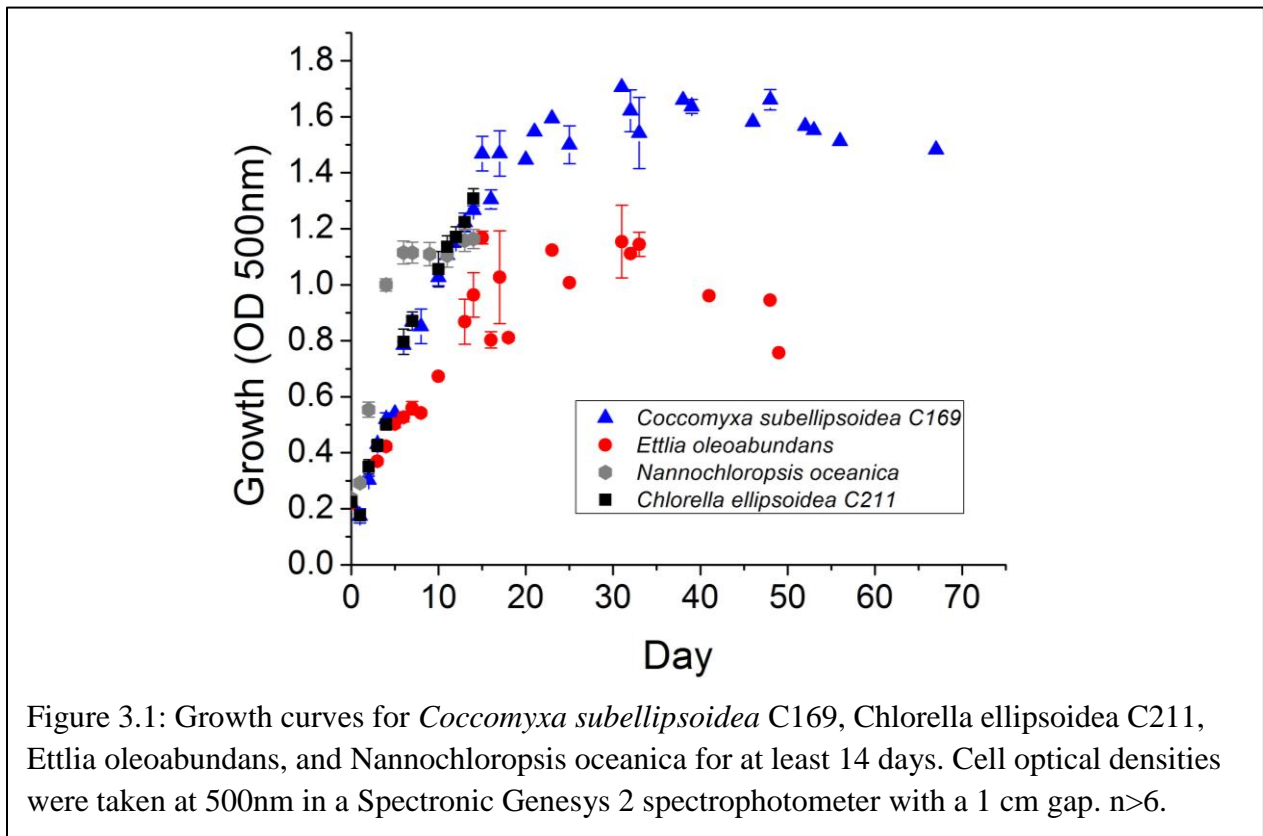 1.8
1.6
1.4
1.2
1.0
0.8
0.6
0.4
0.2
0.0
Growth (OD 500nm)
Coccomyxa subellipsoidea C169
Ettlia oleoabundans
Nannochloropsis oceanica
Chlorella ellipsoidea C211
0 10 20 30 40 50 60 70
Day
Figure 3.1: Growth curves for Coccomyxa subellipsoidea C169, Chlorella ellipsoidea C211,
Ettlia oleoabundans, and Nannochloropsis oceanica for at least 14 days. Cell optical densities
were taken at 500nm in a Spectronic Genesys 2 spectrophotometer with a 1 cm gap. n>6.